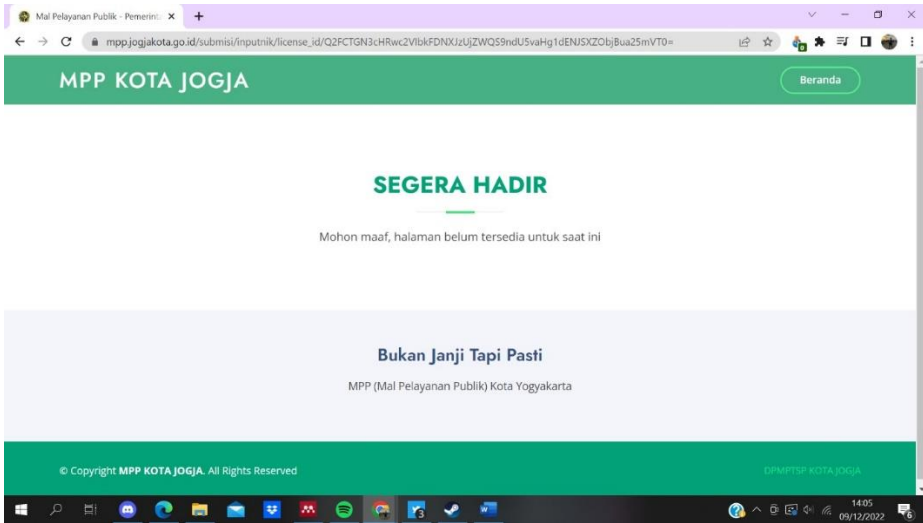 Mal Pelayanan Publik - Pemerint
mpp.jogjakota.go.id/submisi/inputnik/license_id/Q2FCTGN3cHRwc2VIbkFDNXJzUjZWQS9ndU5vaHg1dENJSXZObjBua25mVT0=
MPP KOTA JOGJA
Beranda
SEGERA HADIR
Mohon maaf, halaman belum tersedia untuk saat ini
Bukan Janji Tapi Pasti
MPP (Mal Pelayanan Publik) Kota Yogyakarta
© Copyright MPP KOTA JOGJA. All Rights Reserved
DPMPTSP KOTA JOGJA
14:05
09/12/2022